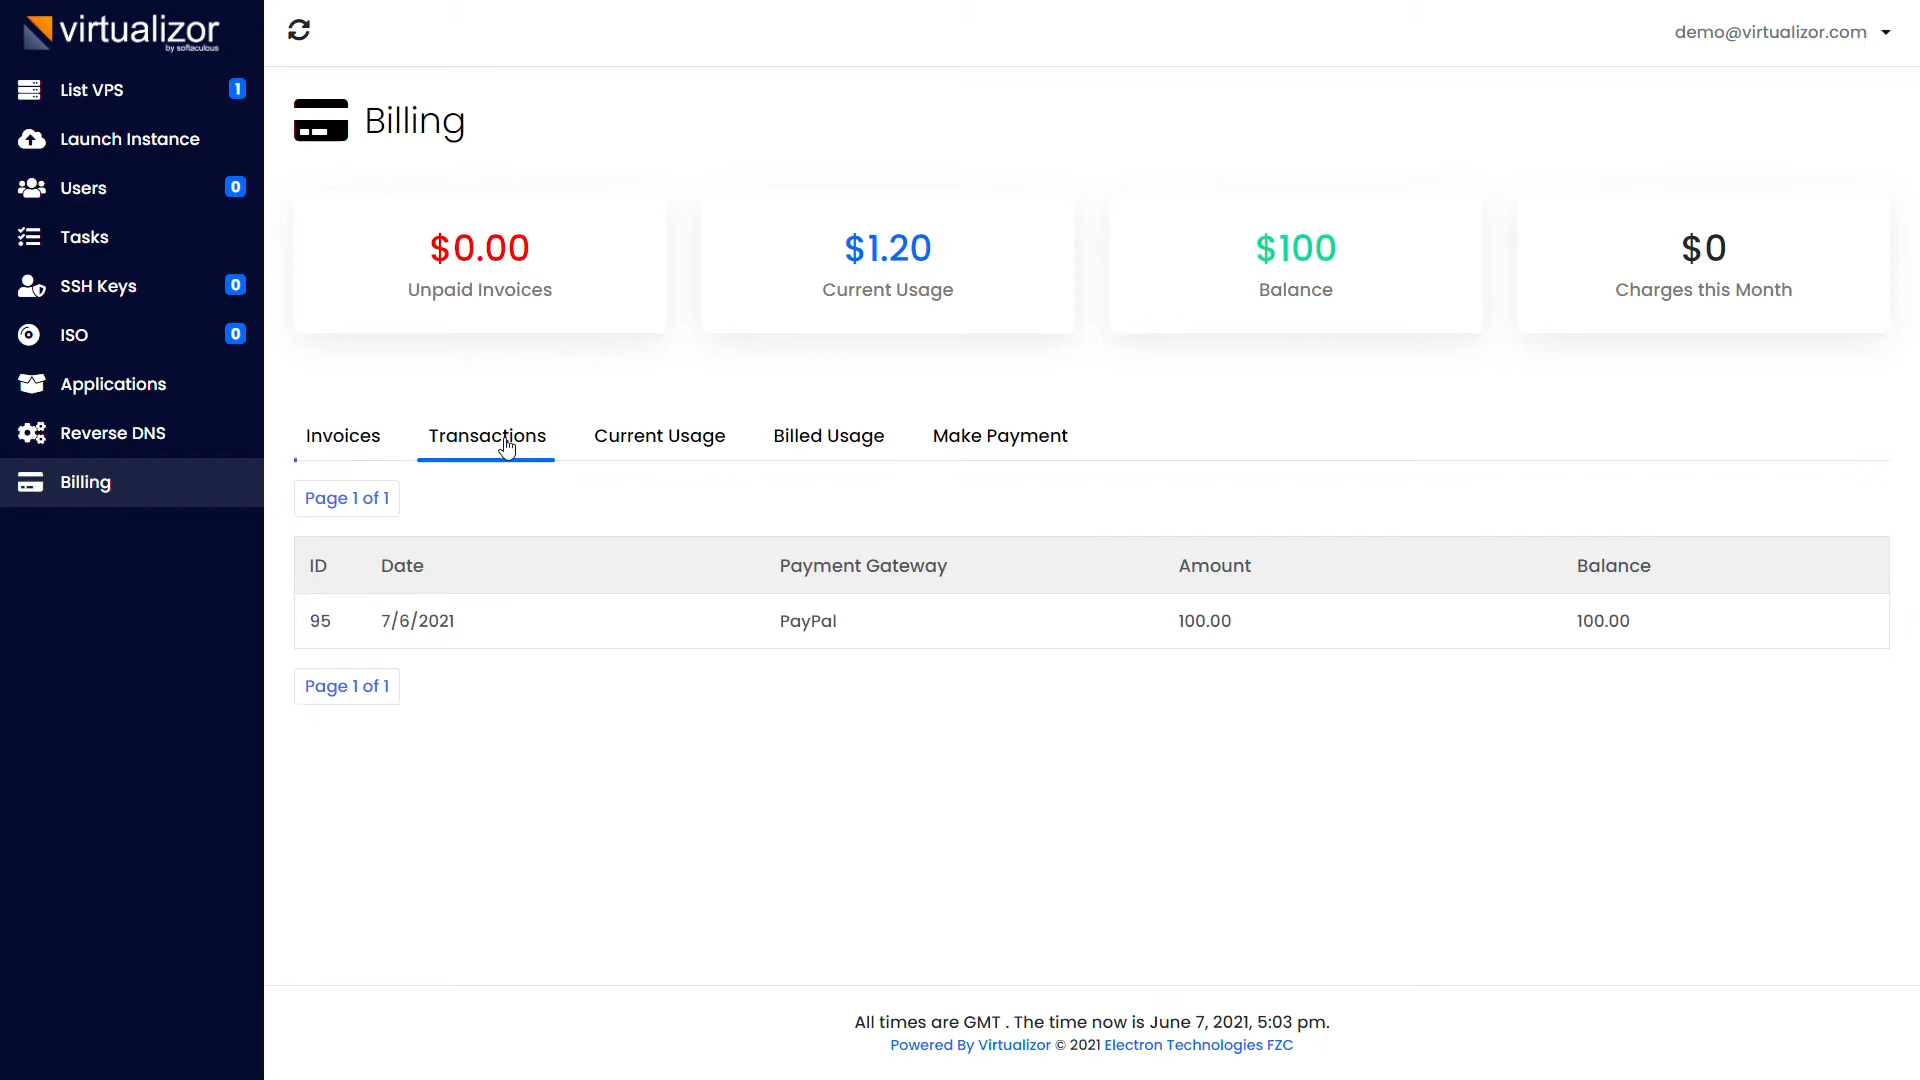 virtualizor
by softaculous
demo@virtualizor.com
List VPS 1
Launch Instance
Users 0
Tasks
SSH Keys 0
ISO 0
Applications
Reverse DNS
Billing
Billing
$0.00
Unpaid Invoices
$1.20
Current Usage
$100
Balance
$0
Charges this Month
Invoices Transactions Current Usage Billed Usage Make Payment
Page 1 of 1
ID Date Payment Gateway Amount Balance
95 7/6/2021 PayPal 100.00 100.00
Page 1 of 1
All times are GMT . The time now is June 7, 2021, 5:03 pm.
Powered By Virtualizor © 2021 Electron Technologies FZC